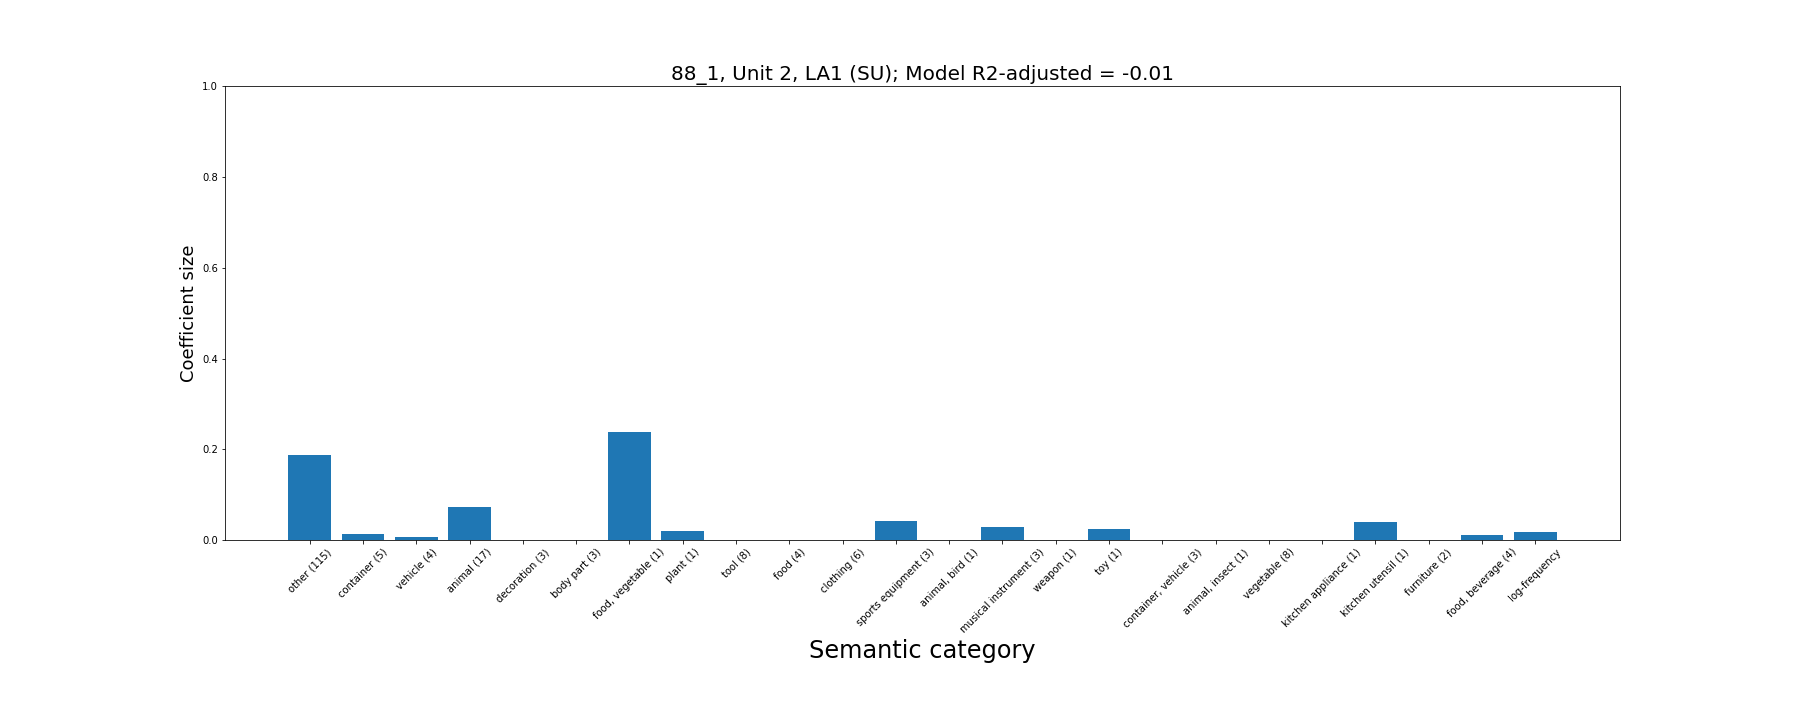 88_1, Unit 2, LA1 (SU); Model R2-adjusted = -0.01
1.0
0.8
0.6
0.4
0.2
0.0
Coefficient size
other (115)
container (5)
vehicle (4)
animal (17)
decoration (3)
body part (3)
food, vegetable (1)
plant (1)
tool (8)
food (4)
clothing (6)
sports equipment (3)
animal, bird (1)
musical instrument (3)
weapon (1)
toy (1)
container, vehicle (3)
animal, insect (1)
vegetable (8)
kitchen appliance (1)
kitchen utensil (1)
furniture (2)
food, beverage (4)
log-frequency
Semantic category